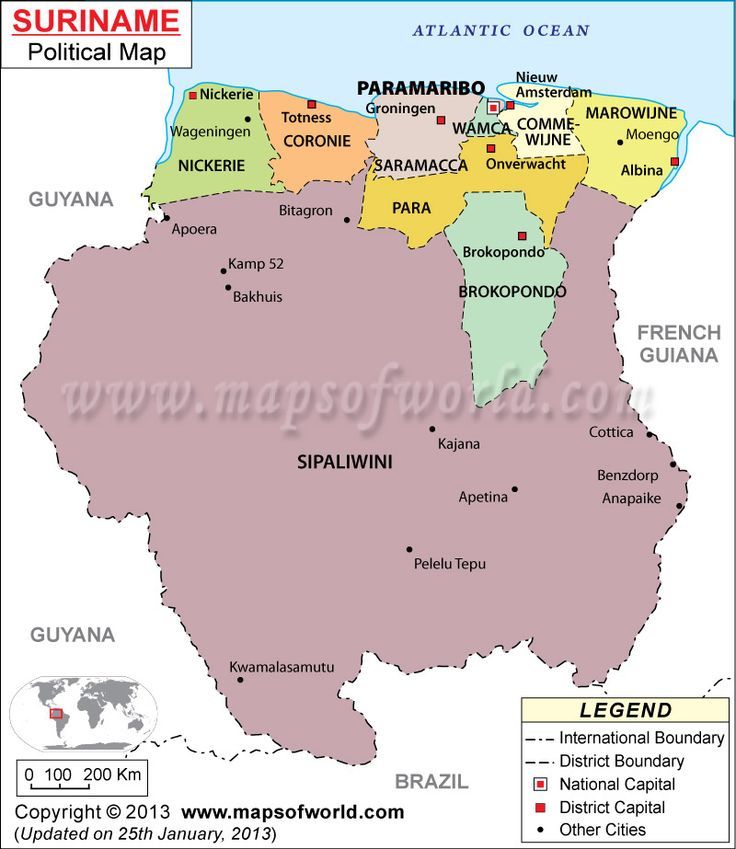 SURINAME
Political Map
ATLANTIC OCEAN
PARAMARIBO
Nieuw
Amsterdam
Nickerie
Totness
Groningen
WAMCA
COMME-
WIJNE
MAROWIJNE
Wageningen
CORONIE
Moengo
NICKERIE
SARAMACCA
Onverwacht
Albina
GUYANA
Apoera
Bitagron
PARA
Kamp 52
Bakhuis
Brokopondo
BROKOPONDO
FRENCH
GUIANA
www.mapsofworld.com
Kajana
Cottica
SIPALIWINI
Benzdorp
Apetina
Anapaike
Pelelu Tepu
GUYANA
Kwamalasamutu
BRAZIL
LEGEND
International Boundary
District Boundary
National Capital
District Capital
Other Cities
0 100 200 Km
Copyright © 2013 www.mapsofworld.com
(Updated on 25th January, 2013)